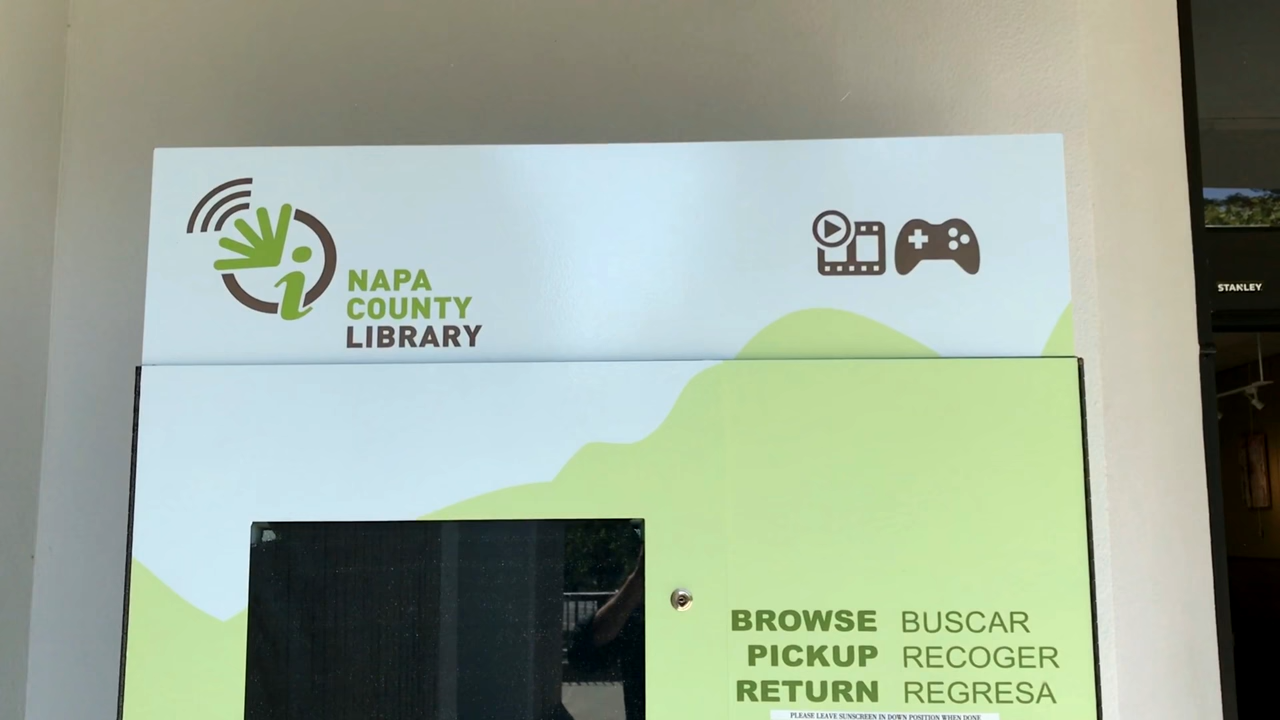 NAPA
COUNTY
LIBRARY
STANLEY
BROWSE BUSCAR
PICKUP RECOGER
RETURN REGRESA
PLEASE LEAVE SUNSCREEN IN DOWN POSITION WHEN DONE